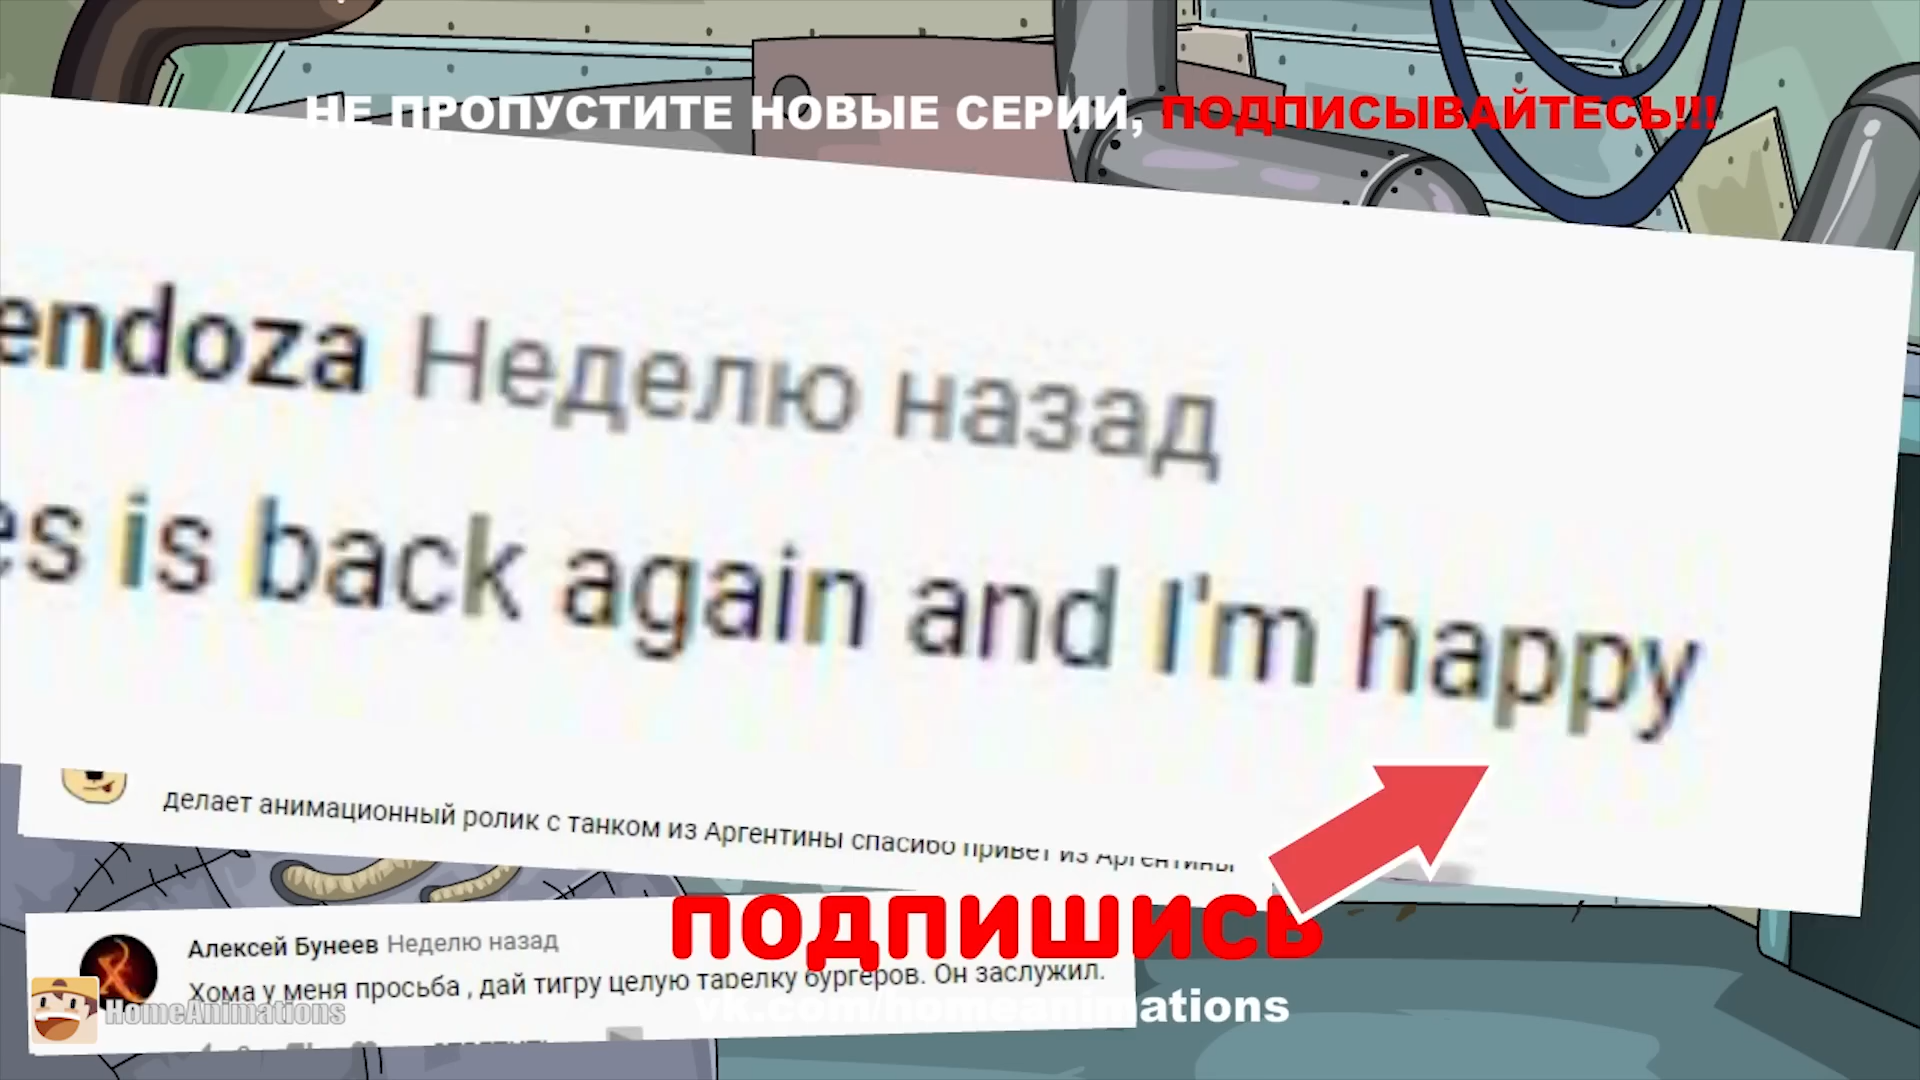 НЕ ПРОПУСТИТЕ НОВЫЕ СЕРИИ, ПОДПИСЫВАЙТЕСЬ!!!
endoza Неделю назад
es is back again and I'm happy
делает анимационный ролик с танком из Аргентины спасибо привет из Аргентины
ПОДПИШИСЬ
Алексей Бунеев Неделю назад
Хома у меня просьба , дай тигру целую тарелку бургеров. Он заслужил.
HomeAnimations
vk.com/homeanimations